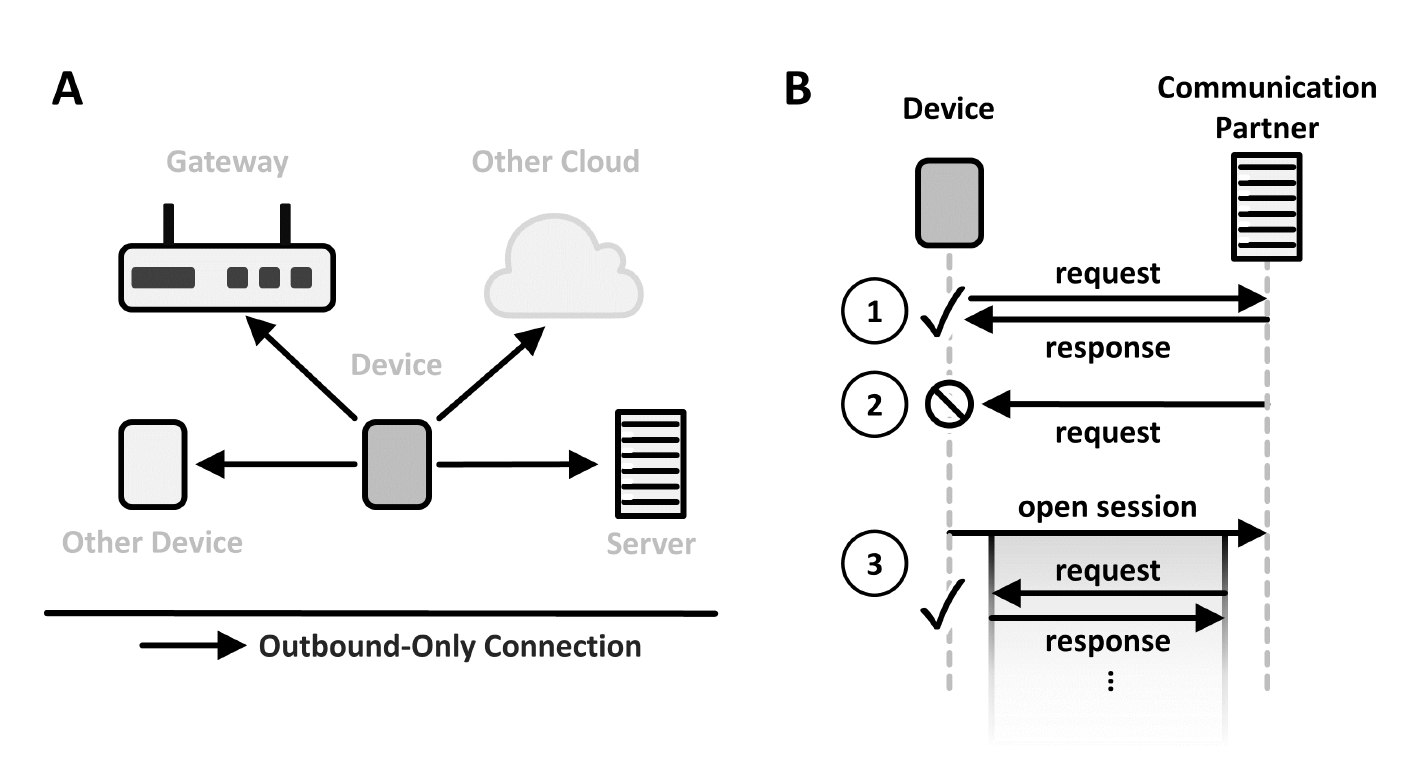 A
Gateway
Other Cloud
Device
Other Device
Server
Outbound-Only Connection
B
Device
Communication
Partner
1
request
response
2
request
open session
3
request
response
⋮